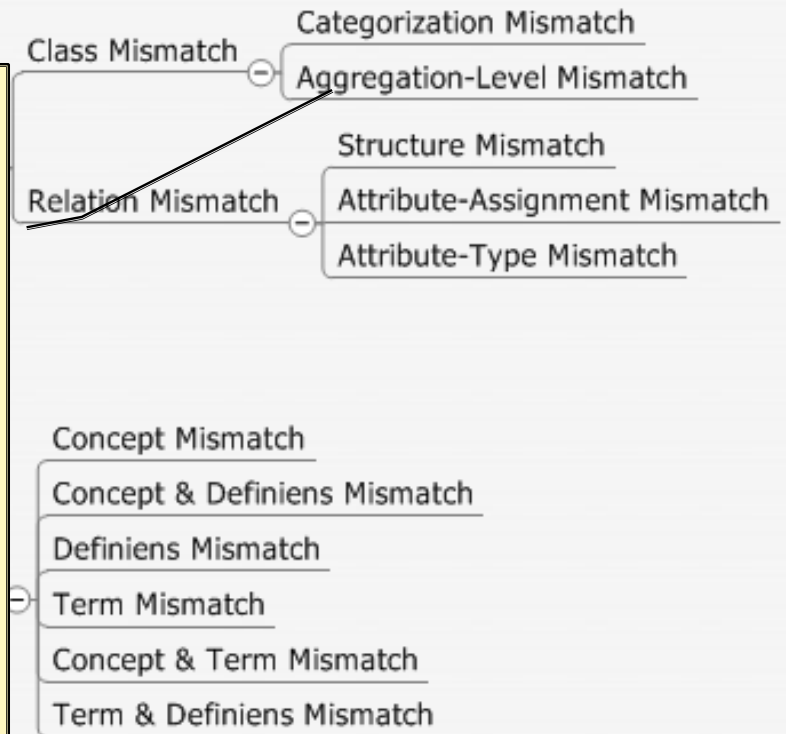 Categorization Mismatch
Class Mismatch
Aggregation-Level Mismatch
Structure Mismatch
Relation Mismatch
Attribute-Assignment Mismatch
Attribute-Type Mismatch
Concept Mismatch
Concept & Definiens Mismatch
Definiens Mismatch
Term Mismatch
Concept & Term Mismatch
Term & Definiens Mismatch